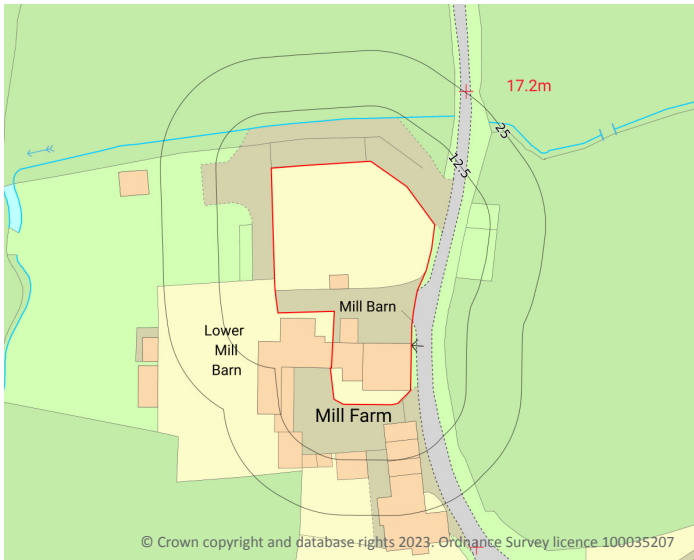 17.2m
25
12.5
Mill Barn
Lower
Mill
Barn
Mill Farm
© Crown copyright and database rights 2023. Ordnance Survey licence 100035207